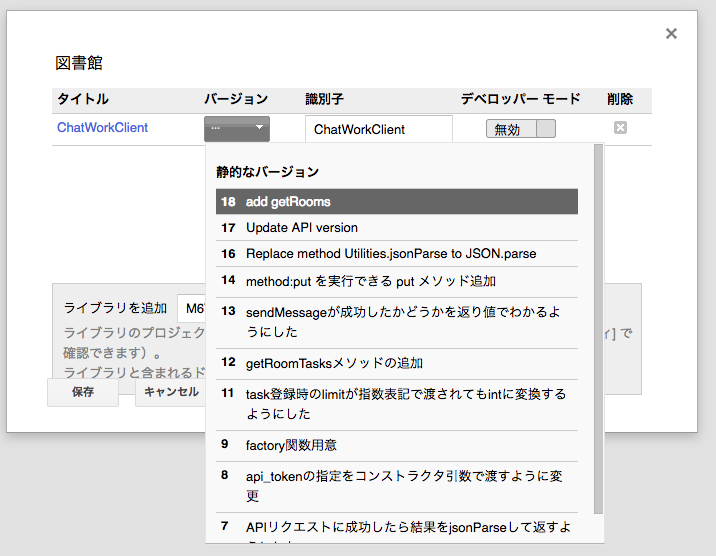 図書館
タイトル バージョン 識別子 デベロッパー モード 削除
ChatWorkClient ... ChatWorkClient 無効
静的なバージョン
18 add getRooms
17 Update API version
16 Replace method Utilities.jsonParse to JSON.parse
14 method:put を実行できる put メソッド追加
13 sendMessageが成功したかどうかを返り値でわかるよ
うにした
12 getRoomTasksメソッドの追加
11 task登録時のlimitが指数表記で渡されてもintに変換する
ようにした
9 factory関数用意
8 api_tokenの指定をコンストラクタ引数で渡すように変
更
7 APIリクエストに成功したら結果をjsonParseして返すよ
ライブラリを追加 M6
ライブラリのプロジェク ィ] で
確認できます）。
ライブラリと含まれるド
保存 キャンセル